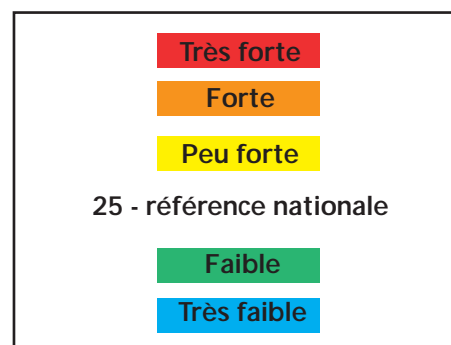 Très forte
Forte
Peu forte
25 - référence nationale
Faible
Très faible